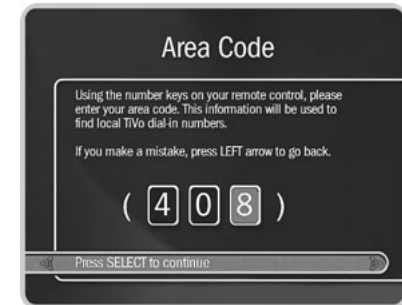 Area Code
Using the number keys on your remote control, please
enter your area code. This information will be used to
find local TiVo dial-in numbers.
If you make a mistake, press LEFT arrow to go back.
( 4 0 8 )
Press SELECT to continue